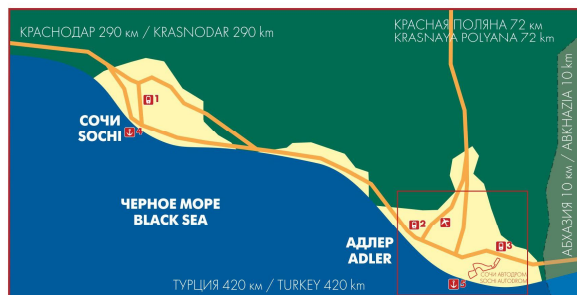 КРАСНОДАР 290 км / KRASNODAR 290 km
КРАСНАЯ ПОЛЯНА 72 км
KRASNAYA POLYANA 72 km
АБХАЗИЯ 10 км / ABKHAZIA 10 km
1
СОЧИ
SOCHI
4
ЧЕРНОЕ МОРЕ
BLACK SEA
2
АДЛЕР
ADLER
3
СОЧИ АВТОДРОМ
SOCHI AUTODROM
5
ТУРЦИЯ 420 км / TURKEY 420 km